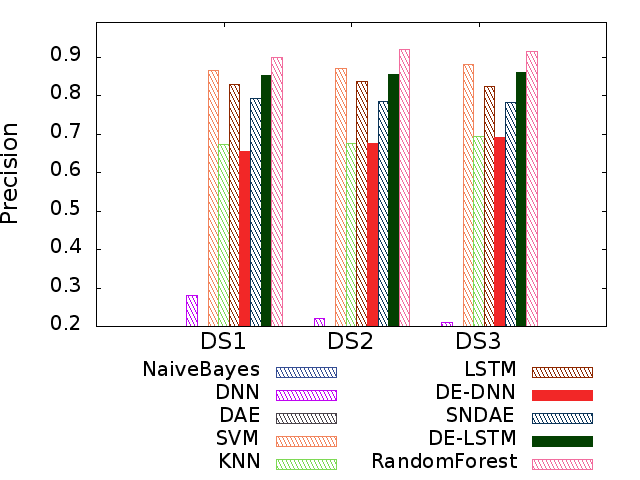 Precision
0.9
0.8
0.7
0.6
0.5
0.4
0.3
0.2
DS1 DS2 DS3
NaiveBayes LSTM
DNN DE-DNN
DAE SNDAE
SVM DE-LSTM
KNN RandomForest